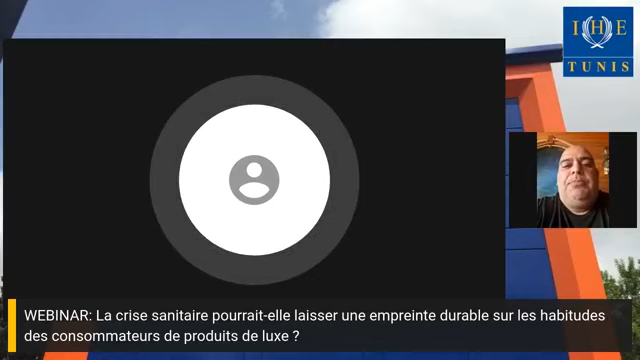 I H E
TUNIS
WEBINAR: La crise sanitaire pourrait-elle laisser une empreinte durable sur les habitudes
des consommateurs de produits de luxe ?